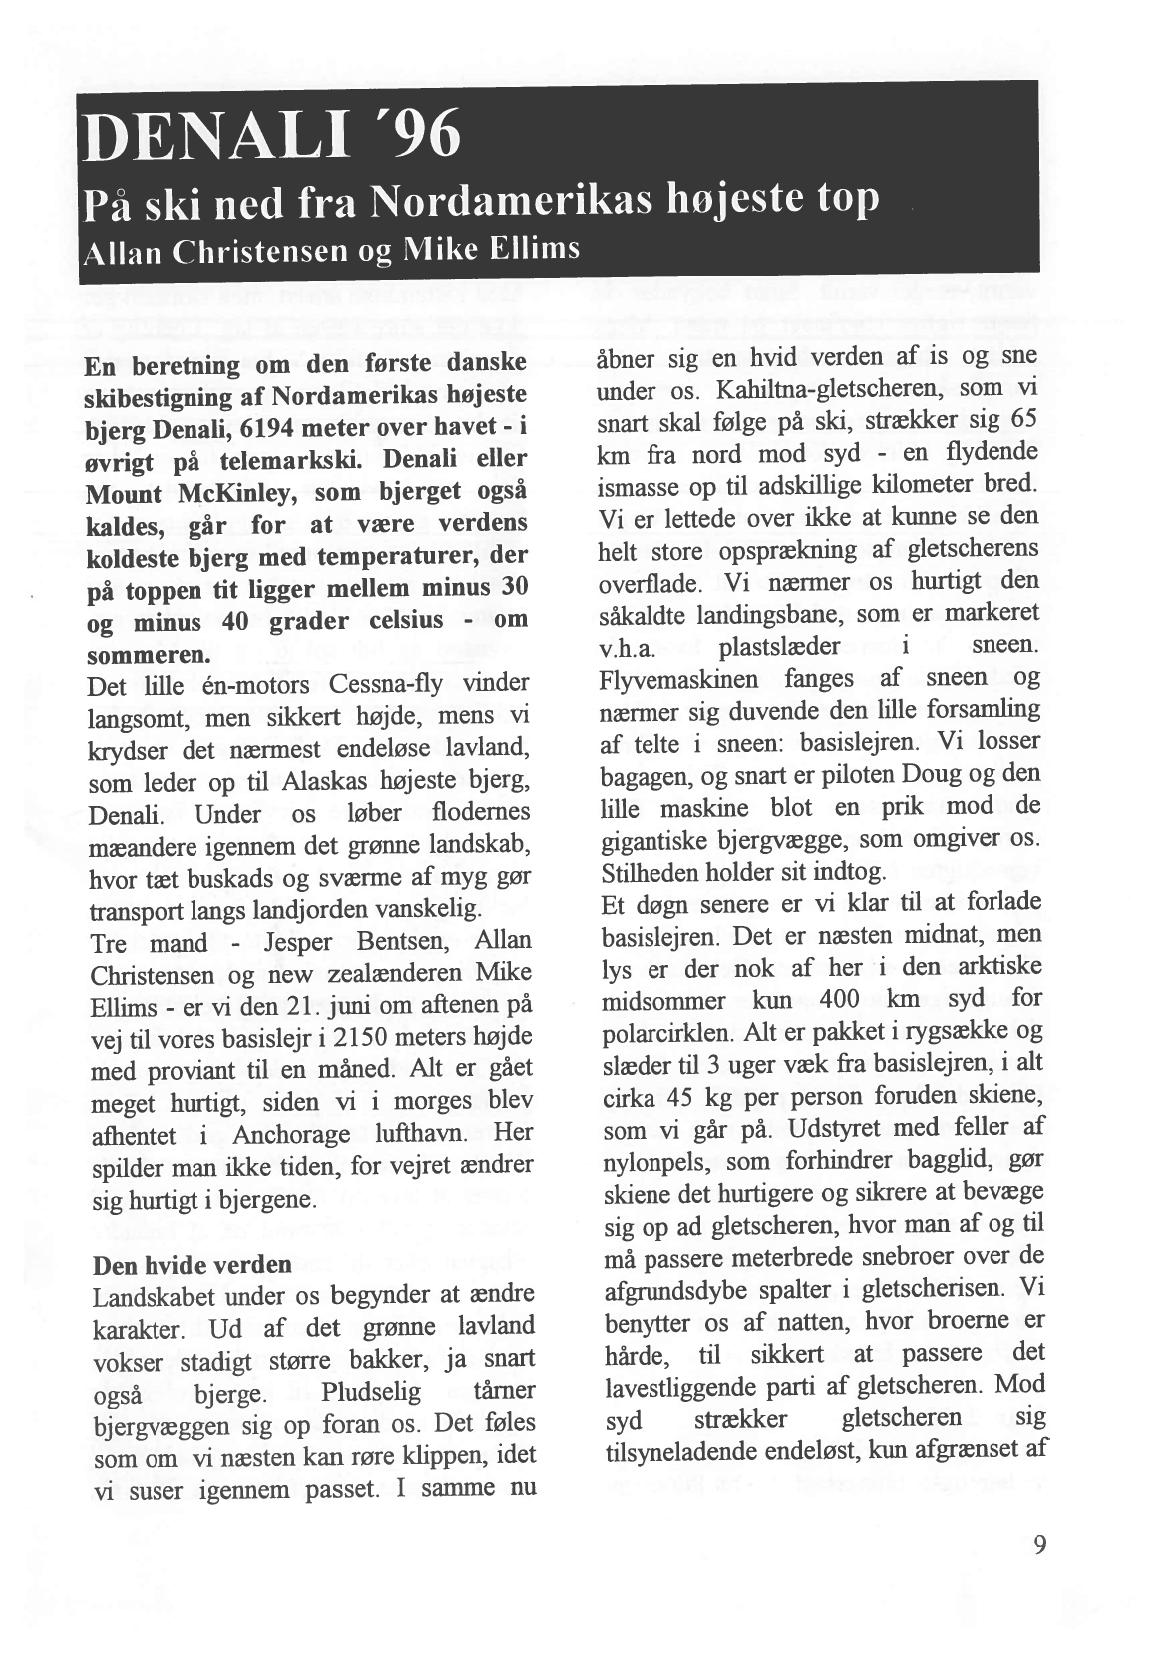 DENALI ´96
På ski ned fra Nordamerikas højeste top
Allan Christensen og Mike Ellims
En beretning om den første danske
skibestigning af Nordamerikas højeste
bjerg Denali, 6194 meter over havet - i
øvrigt på telemarkski. Denali eller
Mount McKinley, som bjerget også
kaldes, går for at være verdens
koldeste bjerg med temperaturer, der
på toppen tit ligger mellem minus 30
og minus 40 grader celsius - om
sommeren.
Det lille én-motors Cessna-fly vinder
langsomt, men sikkert højde, mens vi
krydser det nærmest endeløse lavland,
som leder op til Alaskas højeste bjerg,
Denali. Under os løber flodernes
mæandere igennem det grønne landskab,
hvor tæt buskads og sværme af myg gør
transport langs landjorden vanskelig.
Tre mand - Jesper Bentsen, Allan
Christensen og new zealænderen Mike
Ellims - er vi den 21. juni om aftenen på
vej til vores basislejr i 2150 meters højde
med proviant til en måned. Alt er gået
meget hurtigt, siden vi i morges blev
afhentet i Anchorage lufthavn. Her
spilder man ikke tiden, for vejret ændrer
sig hurtigt i bjergene.
Den hvide verden
Landskabet under os begynder at ændre
karakter. Ud af det grønne lavland
vokser stadigt større bakker, ja snart
også bjerge. Pludselig tårner
bjergvæggen sig op foran os. Det føles
som om vi næsten kan røre klippen, idet
vi suser igennem passet. I samme nu
åbner sig en hvid verden af is og sne
under os. Kahiltna-gletscheren, som vi
snart skal følge på ski, strækker sig 65
km fra nord mod syd - en flydende
ismasse op til adskillige kilometer bred.
Vi er lettede over ikke at kunne se den
helt store opsprækning af gletscherens
overflade. Vi nærmer os hurtigt den
såkaldte landingsbane, som er markeret
v.h.a. plastslæder i sneen.
Flyvemaskinen fanges af sneen og
nærmer sig duvende den lille forsamling
af telte i sneen: basislejren. Vi losser
bagagen, og snart er piloten Doug og den
lille maskine blot en prik mod de
gigantiske bjergvægge, som omgiver os.
Stilheden holder sit indtog.
Et døgn senere er vi klar til at forlade
basislejren. Det er næsten midnat, men
lys er der nok af her i den arktiske
midsommer kun 400 km syd for
polarcirklen. Alt er pakket i rygsække og
slæder til 3 uger væk fra basislejren, i alt
cirka 45 kg per person foruden skiene,
som vi går på. Udstyret med feller af
nylonpels, som forhindrer bagglid, gør
skiene det hurtigere og sikrere at bevæge
sig op ad gletscheren, hvor man af og til
må passere meterbrede snebroer over de
afgrundsdybe spalter i gletscherisen. Vi
benytter os af natten, hvor broerne er
hårde, til sikkert at passere det
lavestliggende parti af gletscheren. Mod
syd strækker gletscheren sig
tilsyneladende endeløst, kun afgrænset af
9